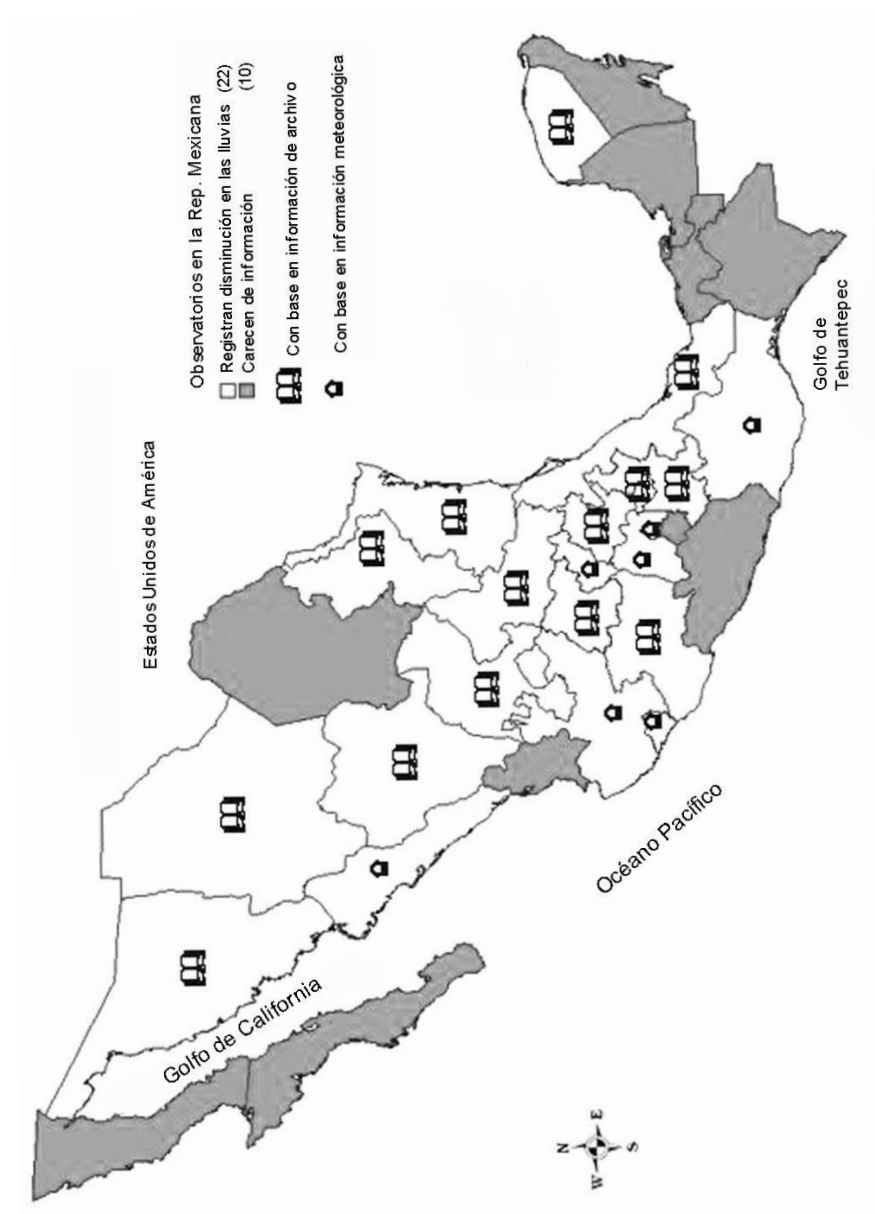 Observatorios en la Rep. Mexicana
Registran disminución en las lluvias (22)
Carecen de información (10)
Con base en información de archivo
Con base en información meteorológica
Estados Unidos de América
Golfo de California
Océano Pacífico
Golfo de
Tehuantepec
N
W
E
S